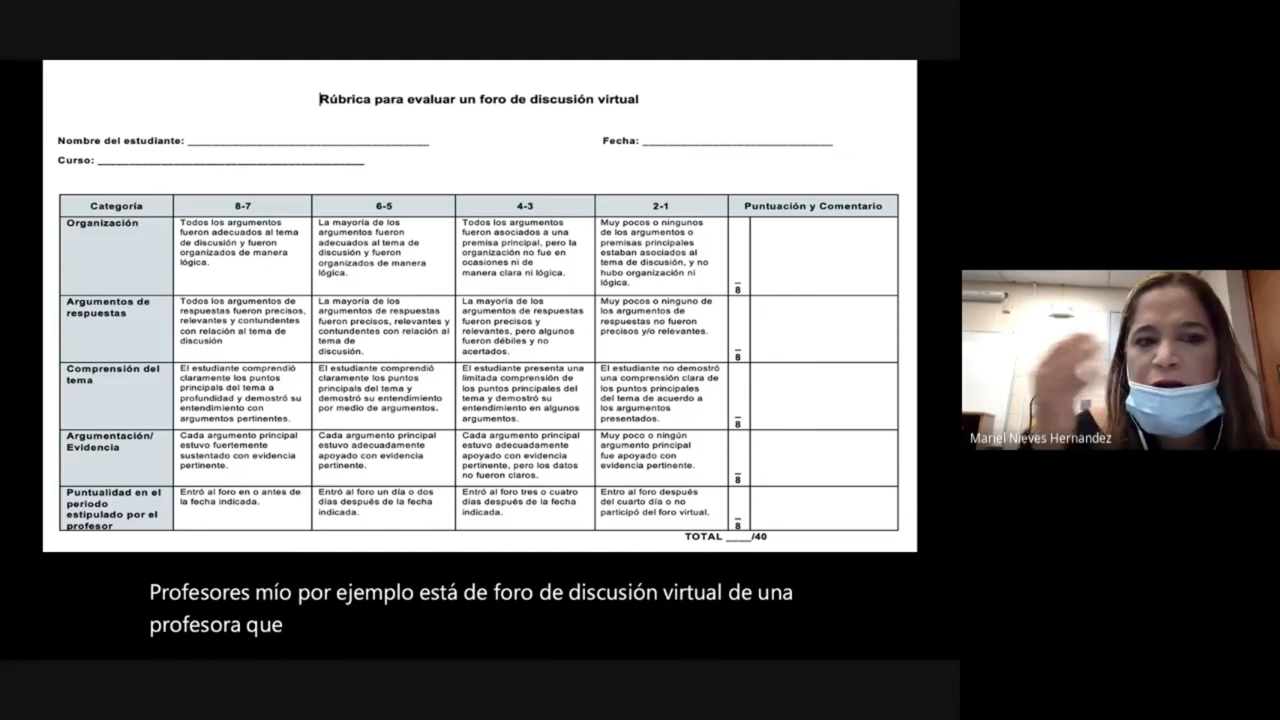 Rúbrica para evaluar un foro de discusión virtual
Nombre del estudiante: ____________________ Fecha: ____________________
Curso: ____________________
Categoría 8-7 6-5 4-3 2-1 Puntuación y Comentario
Organización
Todos los argumentos
fueron adecuados al tema
de discusión y fueron
organizados de manera
lógica.
La mayoría de los
argumentos fueron
adecuados al tema de
discusión y fueron
organizados de manera
lógica.
Todos los argumentos
fueron asociados a una
premisa principal, pero la
organización no fue en
ocasiones ni de
manera clara ni lógica.
Muy pocos o ningunos
de los argumentos o
premisas principales
estaban asociados al
tema de discusión, y no
hubo organización ni
lógica.
_
8
Argumentos de
respuestas
Todos los argumentos de
respuestas fueron precisos,
relevantes y contundentes
con relación al tema de
discusión
La mayoría de los
argumentos de respuestas
fueron precisos, relevantes y
contundentes con relación al
tema de
discusión.
La mayoría de los
argumentos de respuestas
fueron precisos y
relevantes, pero algunos
fueron débiles y no
acertados.
Muy pocos o ninguno de
los argumentos de
respuestas no fueron
precisos y/o relevantes.
_
8
Comprensión del
tema
El estudiante comprendió
claramente los puntos
principals del tema a
profundidad y demostró su
entendimiento con
argumentos pertinentes.
El estudiante comprendió
claramente los puntos
principals del tema y
demostró su entendimiento
por medio de argumentos.
El estudiante presenta una
limitada comprensión de
los puntos principales del
tema y demostró su
entendimiento en algunos
argumentos.
El estudiante no demostró
una comprensión clara de
los puntos principales
del tema de acuerdo a
los argumentos
presentados.
_
8
Argumentación/
Evidencia
Cada argumento principal
estuvo fuertemente
sustentado con evidencia
pertinente.
Cada argumento principal
estuvo adecuadamente
apoyado con evidencia
pertinente.
Cada argumento principal
estuvo adecuadamente
apoyado con evidencia
pertinente, pero los datos
no fueron claros.
Muy poco o ningún
argumento principal
fue apoyado con
evidencia pertinente.
_
8
Puntualidad en el
periodo
estipulado por el
profesor
Entró al foro en o antes de
la fecha indicada.
Entró al foro un día o dos
días después de la fecha
indicada.
Entró al foro tres o cuatro
días después de la fecha
indicada.
Entro al foro después
del cuarto día o no
participó del foro virtual.
_
8
TOTAL ____/40
Mariel Nieves Hernández
Profesores mío por ejemplo está de foro de discusión virtual de una
profesora que